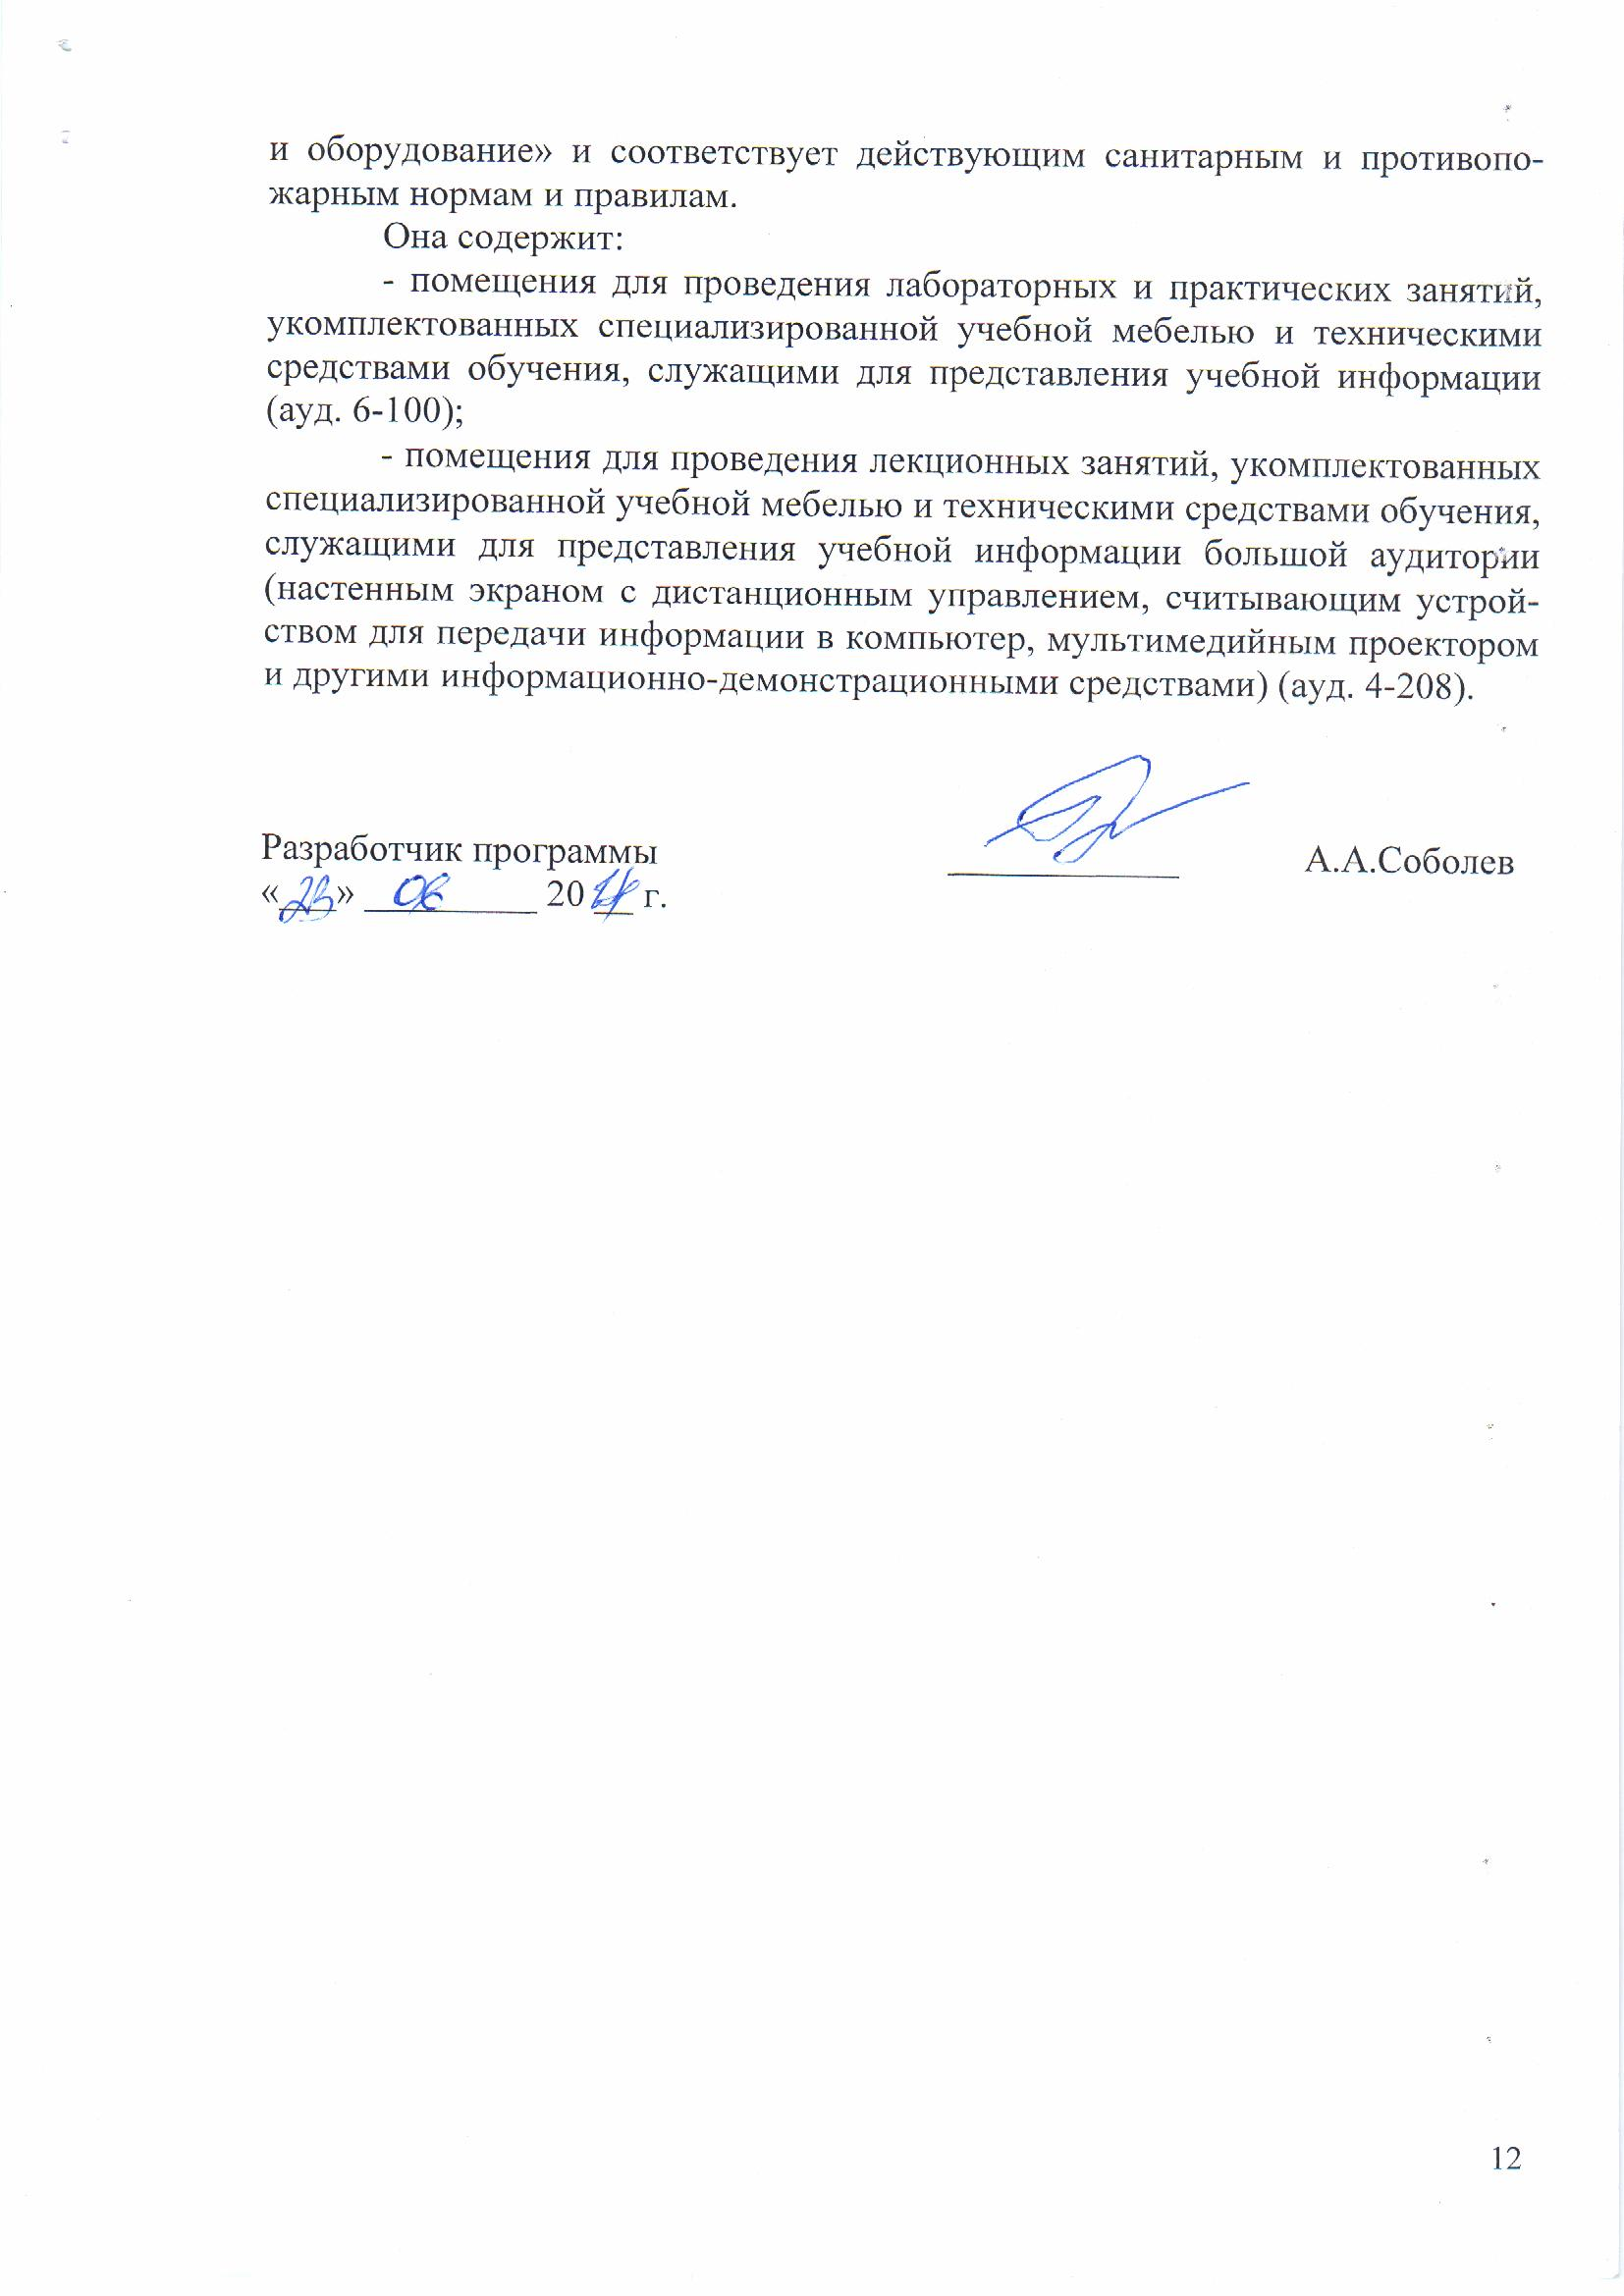 и оборудование» и соответствует действующим санитарным и противопо-
жарным нормам и правилам.
Она содержит:
- помещения для проведения лабораторных и практических занятий,
укомплектованных специализированной учебной мебелью и техническими
средствами обучения, служащими для представления учебной информации
(ауд. 6-100);
- помещения для проведения лекционных занятий, укомплектованных
специализированной учебной мебелью и техническими средствами обучения,
служащими для представления учебной информации большой аудитории
(настенным экраном с дистанционным управлением, считывающим устрой-
ством для передачи информации в компьютер, мультимедийным проектором
и другими информационно-демонстрационными средствами) (ауд. 4-208).
Разработчик программы А.А.Соболев
«23» 20 г.
12